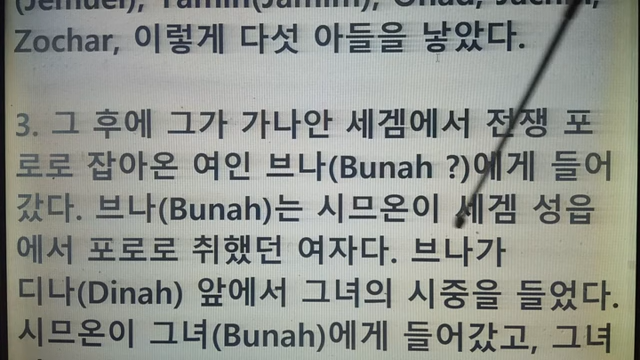 (Jemuel), Yamin(Jamim), Ohad, Jachin,
Zochar, 이렇게 다섯 아들을 낳았다.
3. 그 후에 그가 가나안 세겜에서 전쟁 포
로로 잡아온 여인 브나(Bunah ?)에게 들어
갔다. 브나(Bunah)는 시므온이 세겜 성읍
에서 포로로 취했던 여자다. 브나가
디나(Dinah) 앞에서 그녀의 시중을 들었다.
시므온이 그녀(Bunah)에게 들어갔고, 그녀